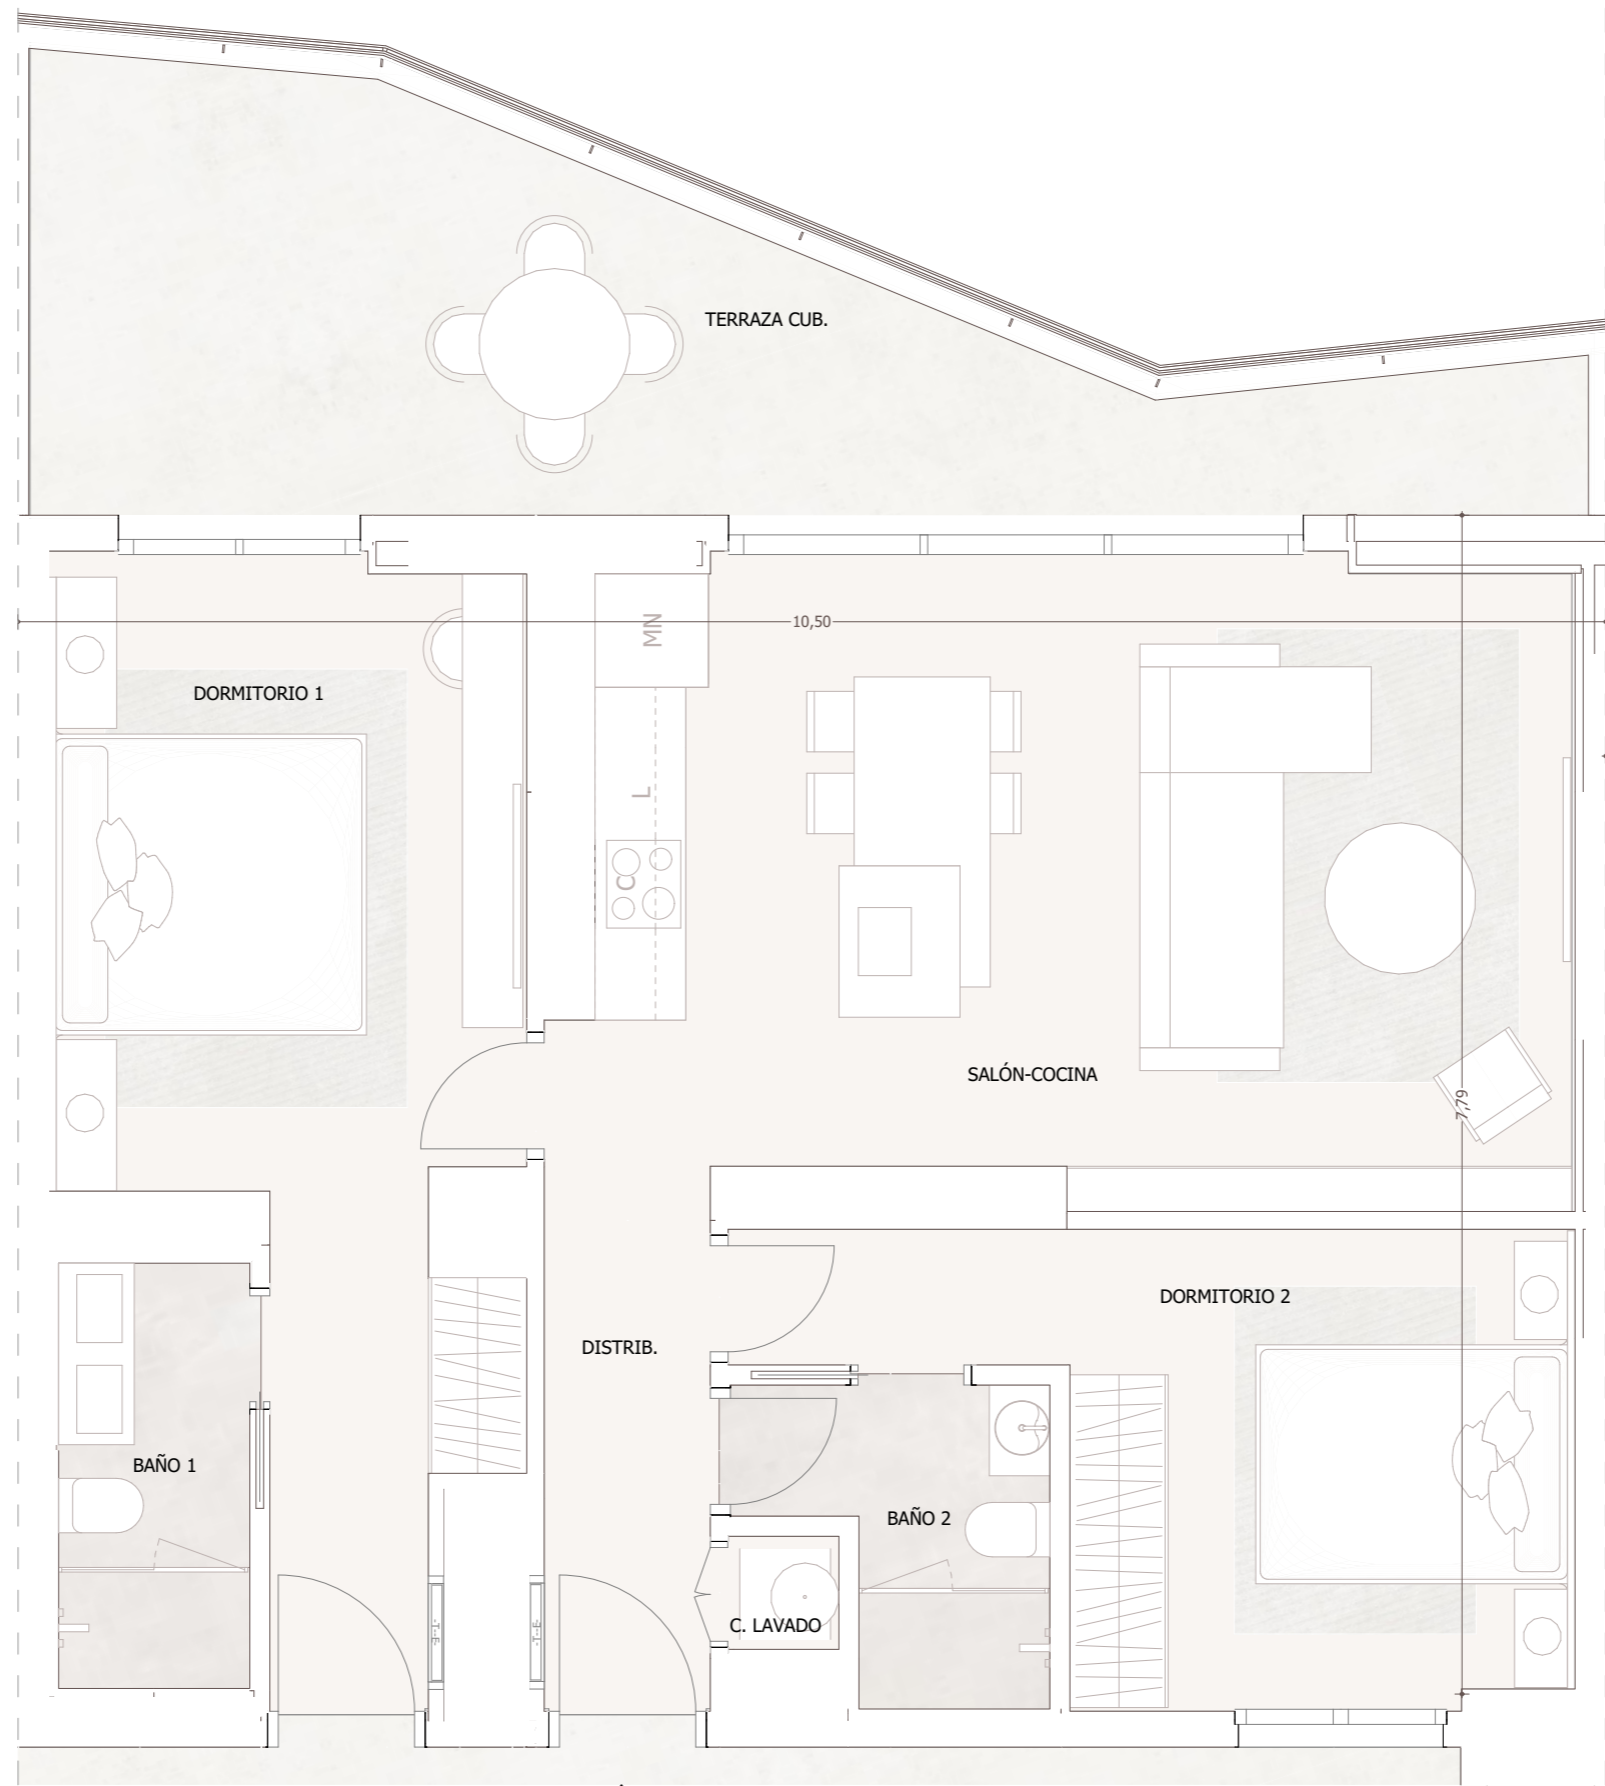 TERRAZA CUB.
10,50
MN
DORMITORIO 1
L
C
SALÓN-COCINA
7,79
DORMITORIO 2
DISTRIB.
BAÑO 1
BAÑO 2
C. LAVADO